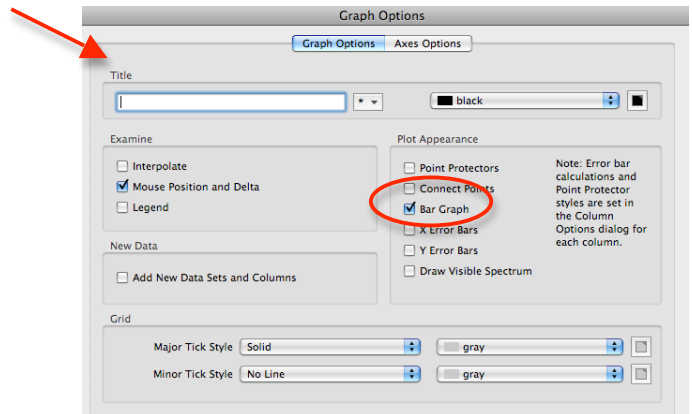 Graph Options
Graph Options Axes Options
Title
* black
Examine
Interpolate
Mouse Position and Delta
Legend
New Data
Add New Data Sets and Columns
Plot Appearance
Point Protectors
Connect Points
Bar Graph
X Error Bars
Y Error Bars
Draw Visible Spectrum
Note: Error bar
calculations and
Point Protector
styles are set in
the Column
Options dialog for
each column.
Grid
Major Tick Style Solid gray
Minor Tick Style No Line gray